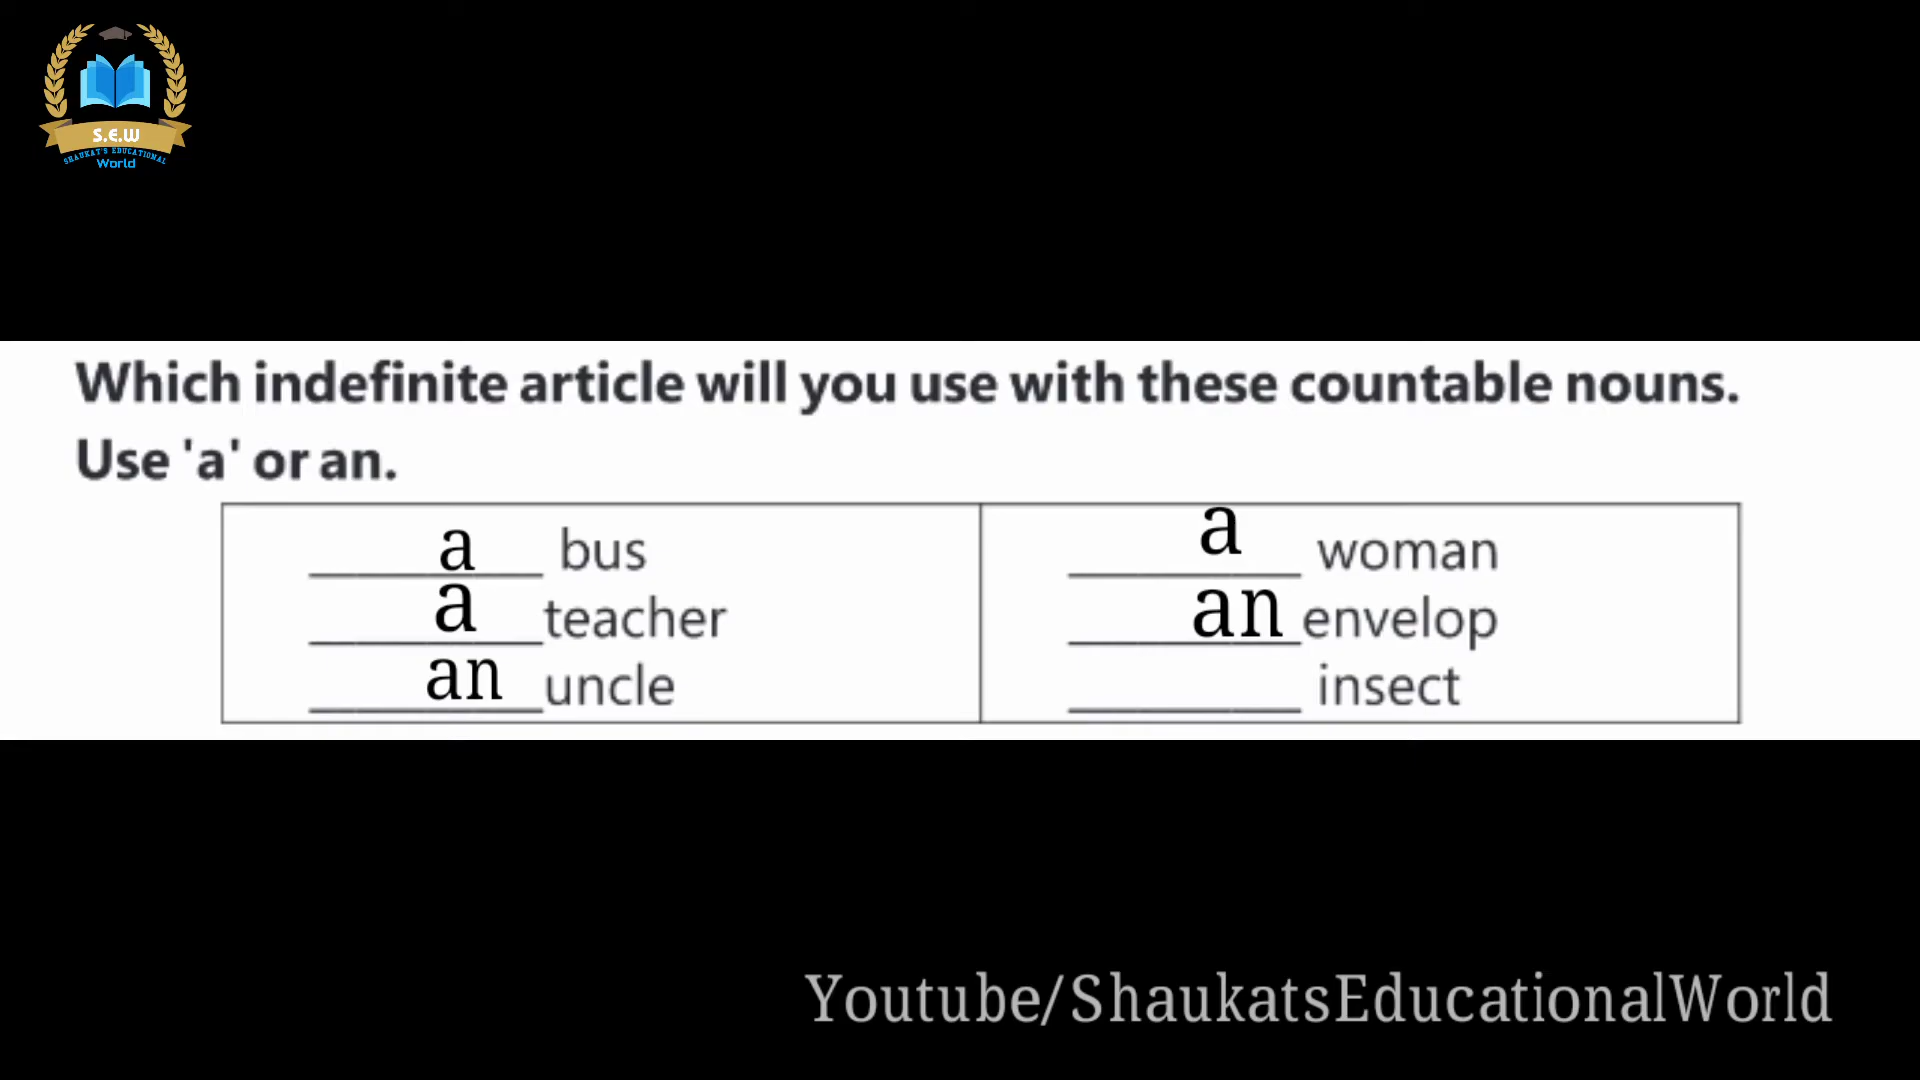 S.E.W
SHAUKAT'S EDUCATIONAL
World
Which indefinite article will you use with these countable nouns.
Use 'a' or an.
a bus
a teacher
an uncle
a woman
an envelop
insect
Youtube/ShaukatsEducationalWorld